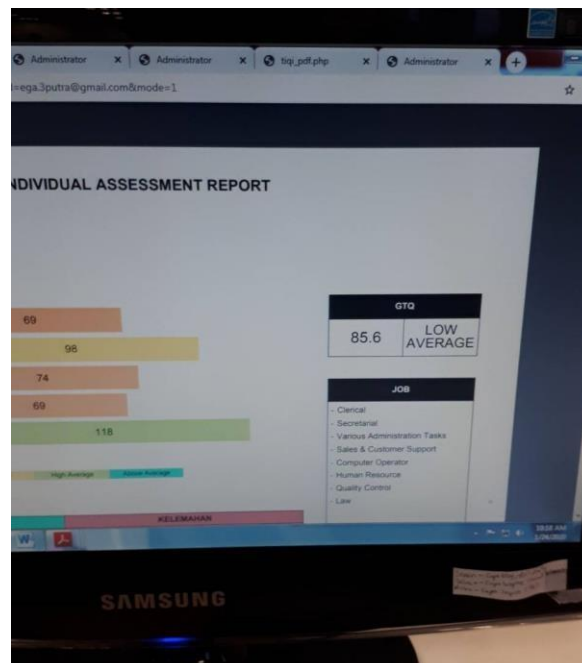 Administrator
Administrator
tiqi_pdf.php
Administrator
=ega.3putra@gmail.com&mode=1
NDIVIDUAL ASSESSMENT REPORT
69
98
74
69
118
High Average
Above Average
KELEMAHAN
GTQ
85.6
LOW
AVERAGE
JOB
- Clerical
- Secretarial
- Various Administration Tasks
- Sales & Customer Support
- Computer Operator
- Human Resource
- Quality Control
- Law
SAMSUNG